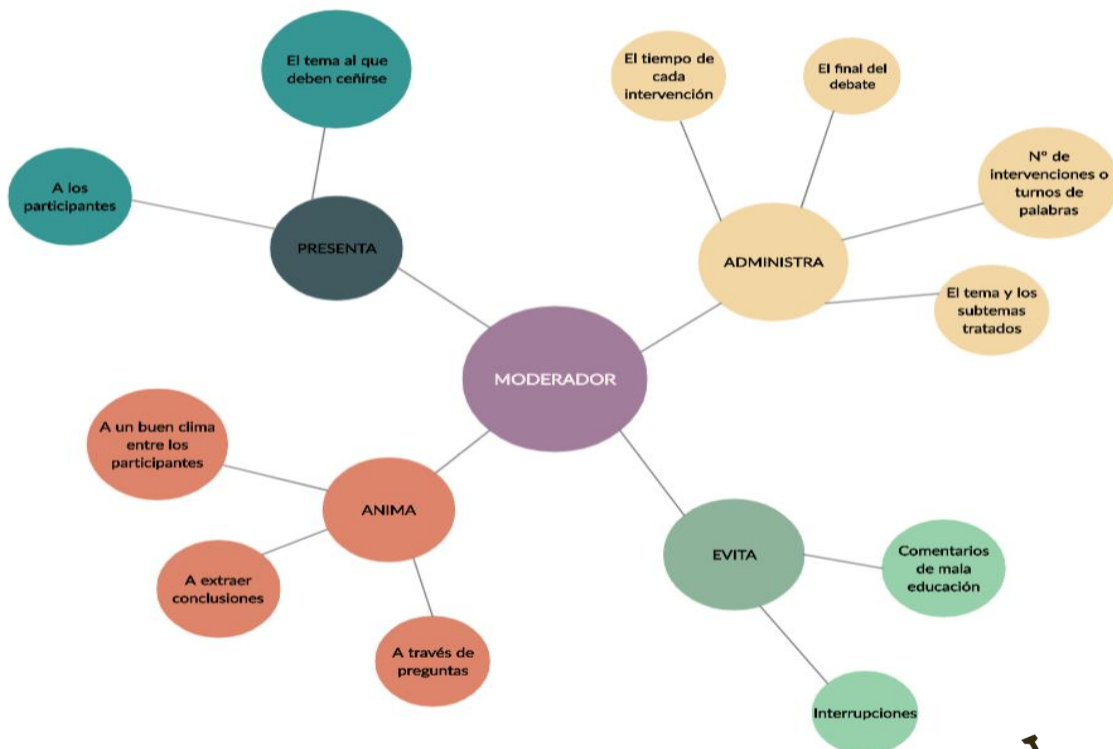 El tema al que
deben ceñirse
A los
participantes
PRESENTA
El tiempo de
cada
intervención
El final del
debate
N° de
intervenciones o
turnos de
palabras
ADMINISTRA
El tema y los
subtemas
tratados
MODERADOR
A un buen clima
entre los
participantes
ANIMA
A extraer
conclusiones
A través de
preguntas
EVITA
Comentarios
de mala
educación
Interrupciones